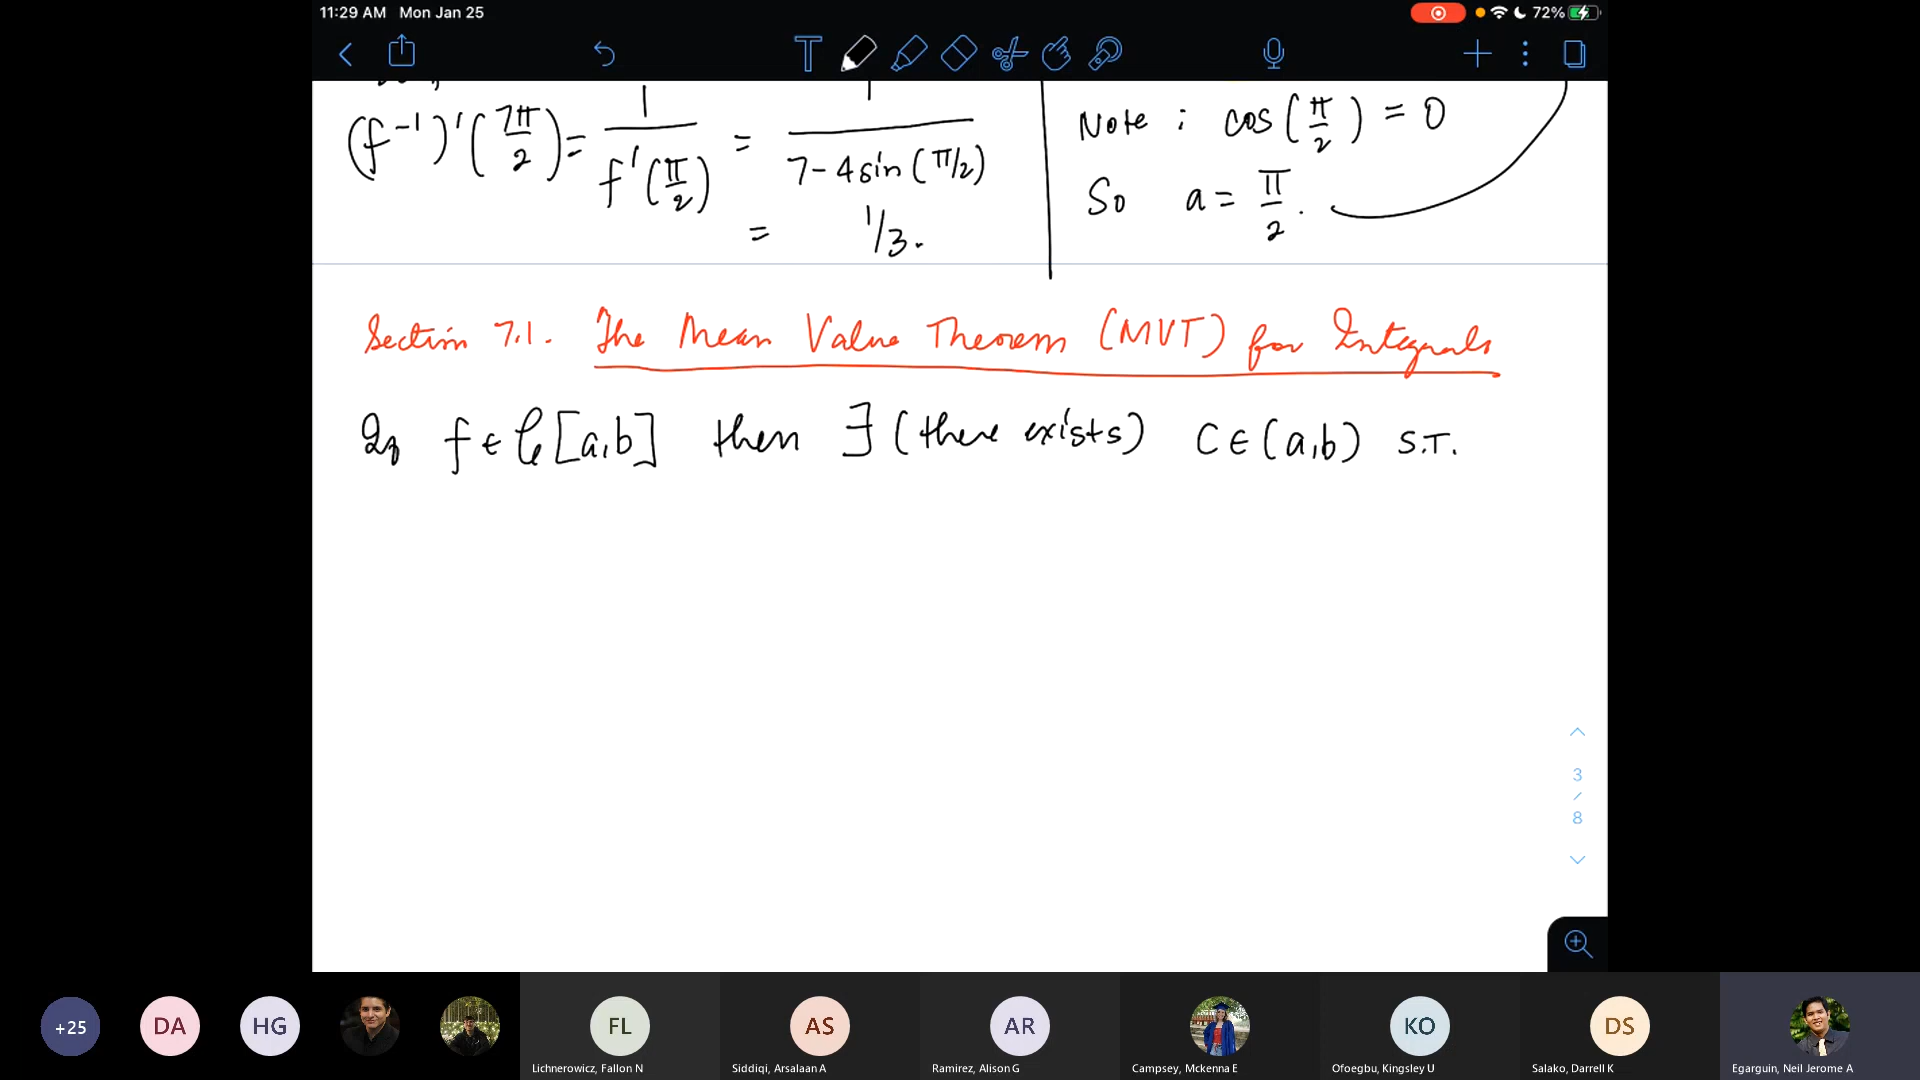 11:29 AM Mon Jan 25 72%
T
(f⁻¹)'(7π/2) = 1/f'(π/2) = 1/(7-4sin(π/2))
= 1/3.
Note : cos(π/2) = 0
So a = π/2.
Section 7.1. The Mean Value Theorem (MVT) for Integrals
If f ∈ C[a,b] then ∃ (there exists) C ∈ (a,b) S.T.
3
/
8
+25
DA
HG
FL
AS
AR
KO
DS
Lichnerowicz, Fallon N
Siddiqi, Arsalaan A
Ramirez, Alison G
Campsey, Mckenna E
Ofoegbu, Kingsley U
Salako, Darrell K
Egarguin, Neil Jerome A